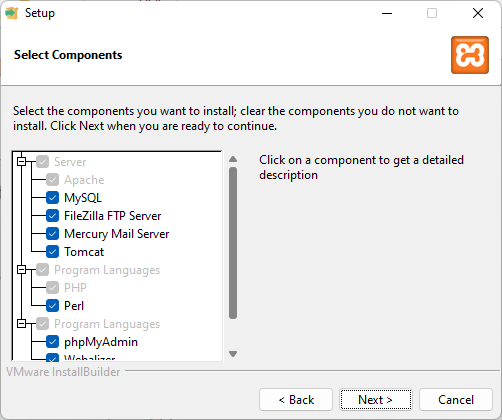 Setup
Select Components
Select the components you want to install; clear the components you do not want to
install. Click Next when you are ready to continue.
Server
Apache
MySQL
FileZilla FTP Server
Mercury Mail Server
Tomcat
Program Languages
PHP
Perl
Program Languages
phpMyAdmin
Webalizer
Click on a component to get a detailed
description
VMware InstallBuilder
< Back
Next >
Cancel